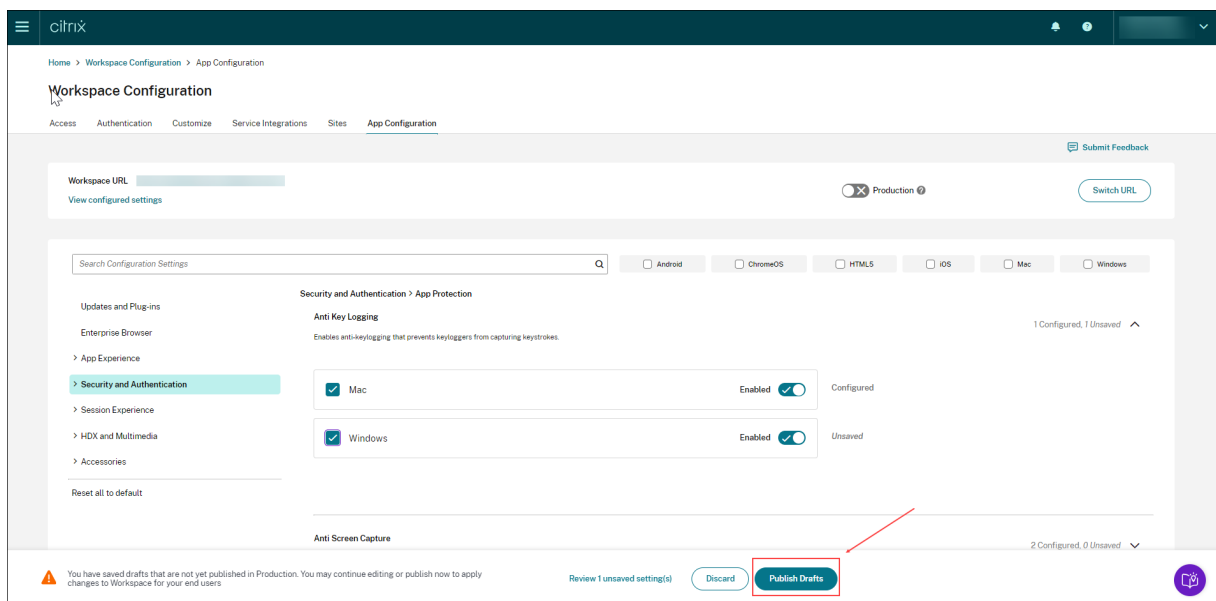 citrix
Home > Workspace Configuration > App Configuration
Workspace Configuration
Access Authentication Customize Service Integrations Sites App Configuration
Submit Feedback
Workspace URL
View configured settings
Production
Switch URL
Search Configuration Settings
Android ChromeOS HTML5 iOS Mac Windows
Updates and Plug-ins
Enterprise Browser
> App Experience
> Security and Authentication
> Session Experience
> HDX and Multimedia
> Accessories
Reset all to default
Security and Authentication > App Protection
Anti Key Logging
1 Configured, 1 Unsaved
Enables anti-keylogging that prevents keyloggers from capturing keystrokes.
Mac Enabled Configured
Windows Enabled Unsaved
Anti Screen Capture
2 Configured, 0 Unsaved
You have saved drafts that are not yet published in Production. You may continue editing or publish now to apply
changes to Workspace for your end users
Review 1 unsaved setting(s) Discard Publish Drafts